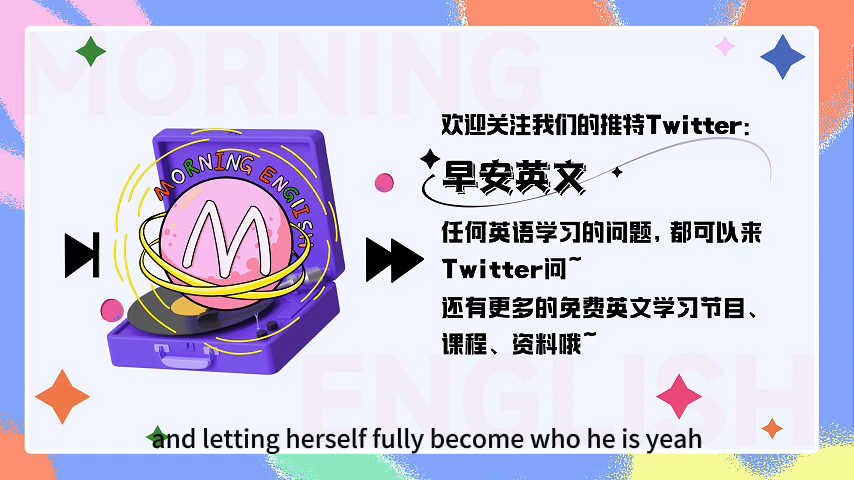 MORNING
MORNING ENGlISH
M
欢迎关注我们的推特Twitter:
早安英文
任何英语学习的问题,都可以来
Twitter问~
还有更多的免费英文学习节目、
课程、资料哦~
ENGLISH
and letting herself fully become who he is yeah